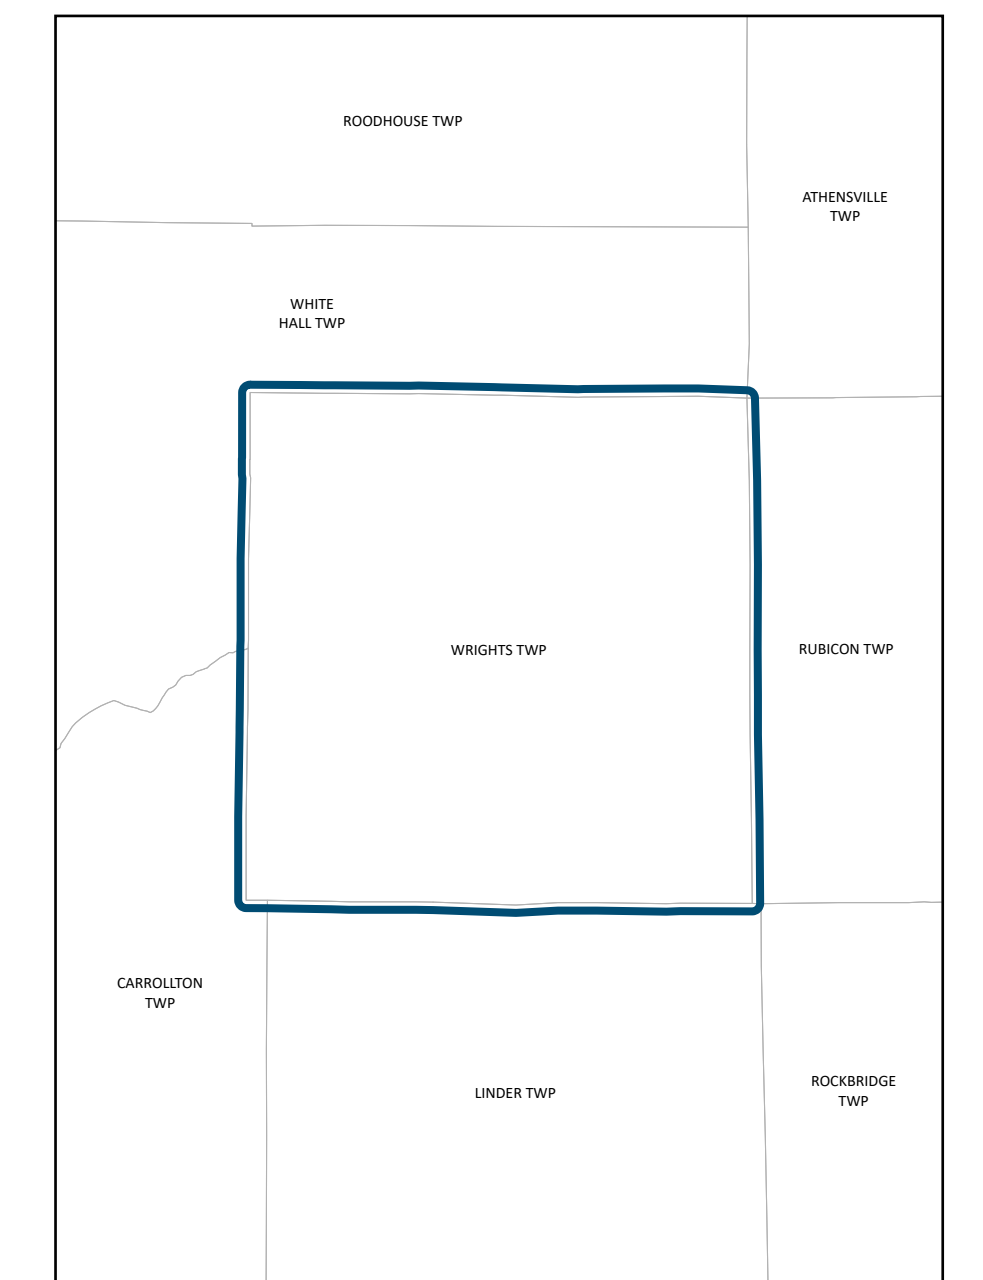 ROODHOUSE TWP
ATHENSVILLE
TWP
WHITE
HALL TWP
WRIGHTS TWP
RUBICON TWP
CARROLLTON
TWP
LINDER TWP
ROCKBRIDGE
TWP